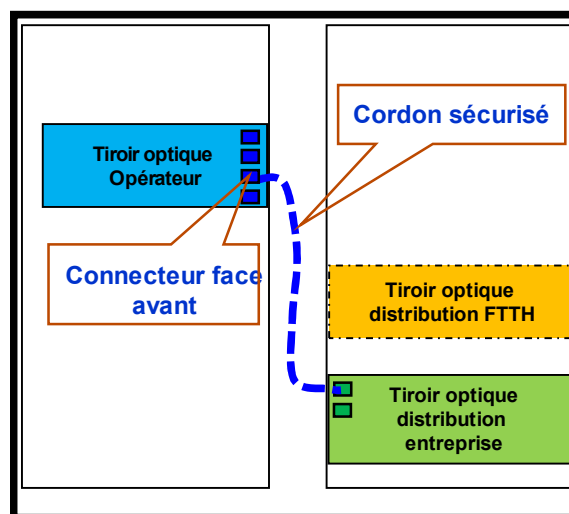 Cordon sécurisé
Tiroir optique
Opérateur
Connecteur face
avant
Tiroir optique
distribution FTTH
Tiroir optique
distribution
entreprise